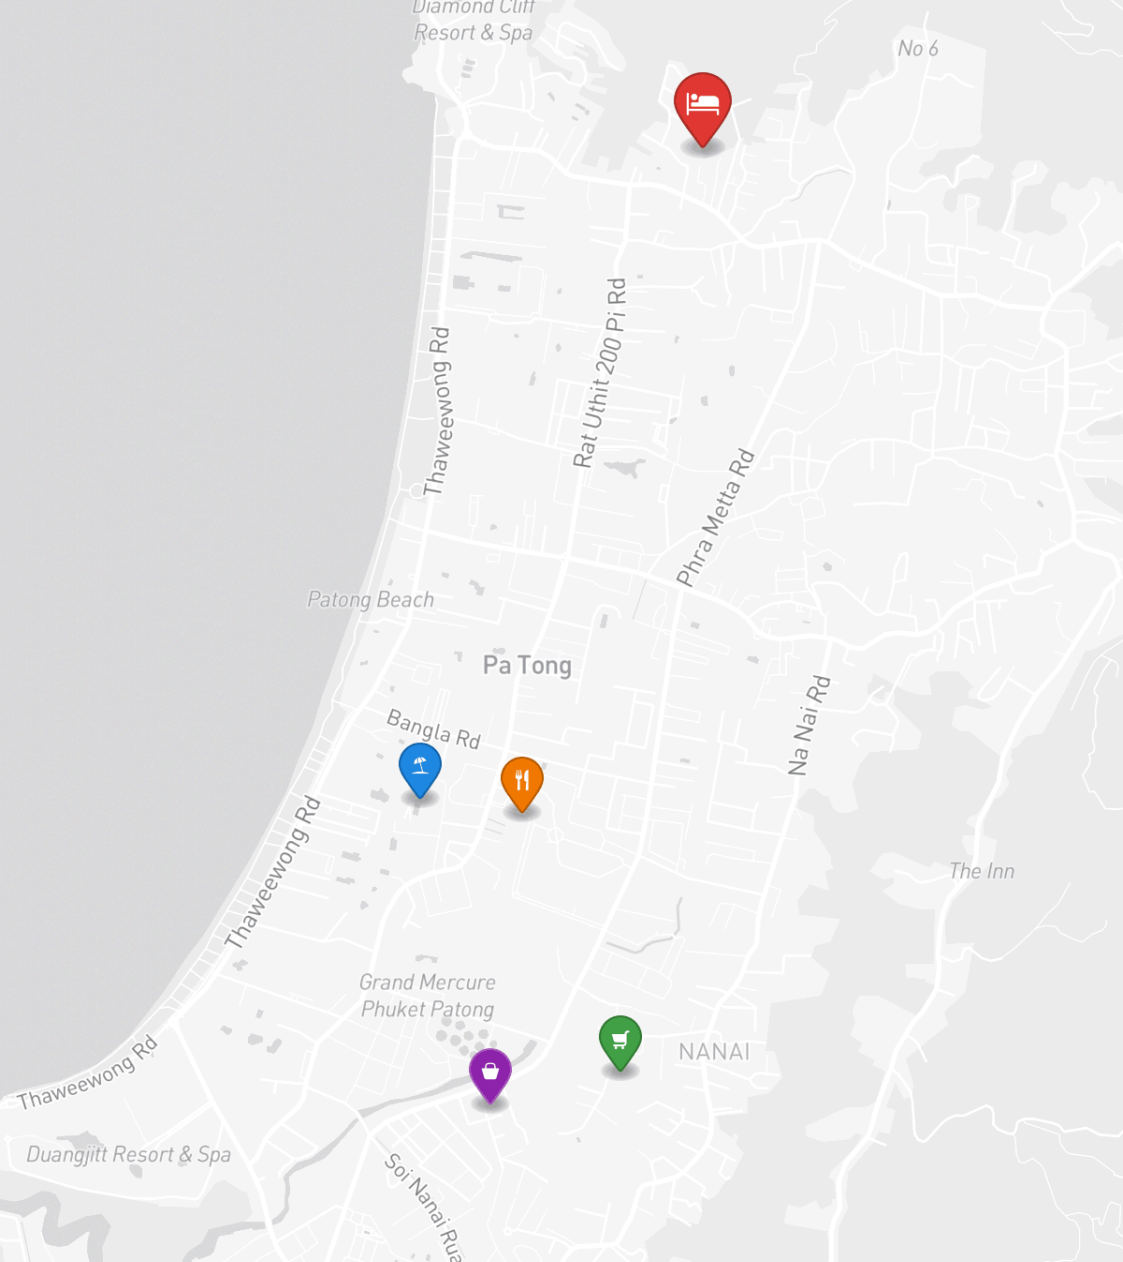 Diamond Cliff
Resort & Spa
No 6
Rat Uthit 200 Pi Rd
Thaweewong Rd
Phra Metta Rd
Patong Beach
Pa Tong
Na Nai Rd
Bangla Rd
Thaweewong Rd
The Inn
Grand Mercure
Phuket Patong
NANAI
Thaweewong Rd
Duangjitt Resort & Spa
Soi Nanai Rua